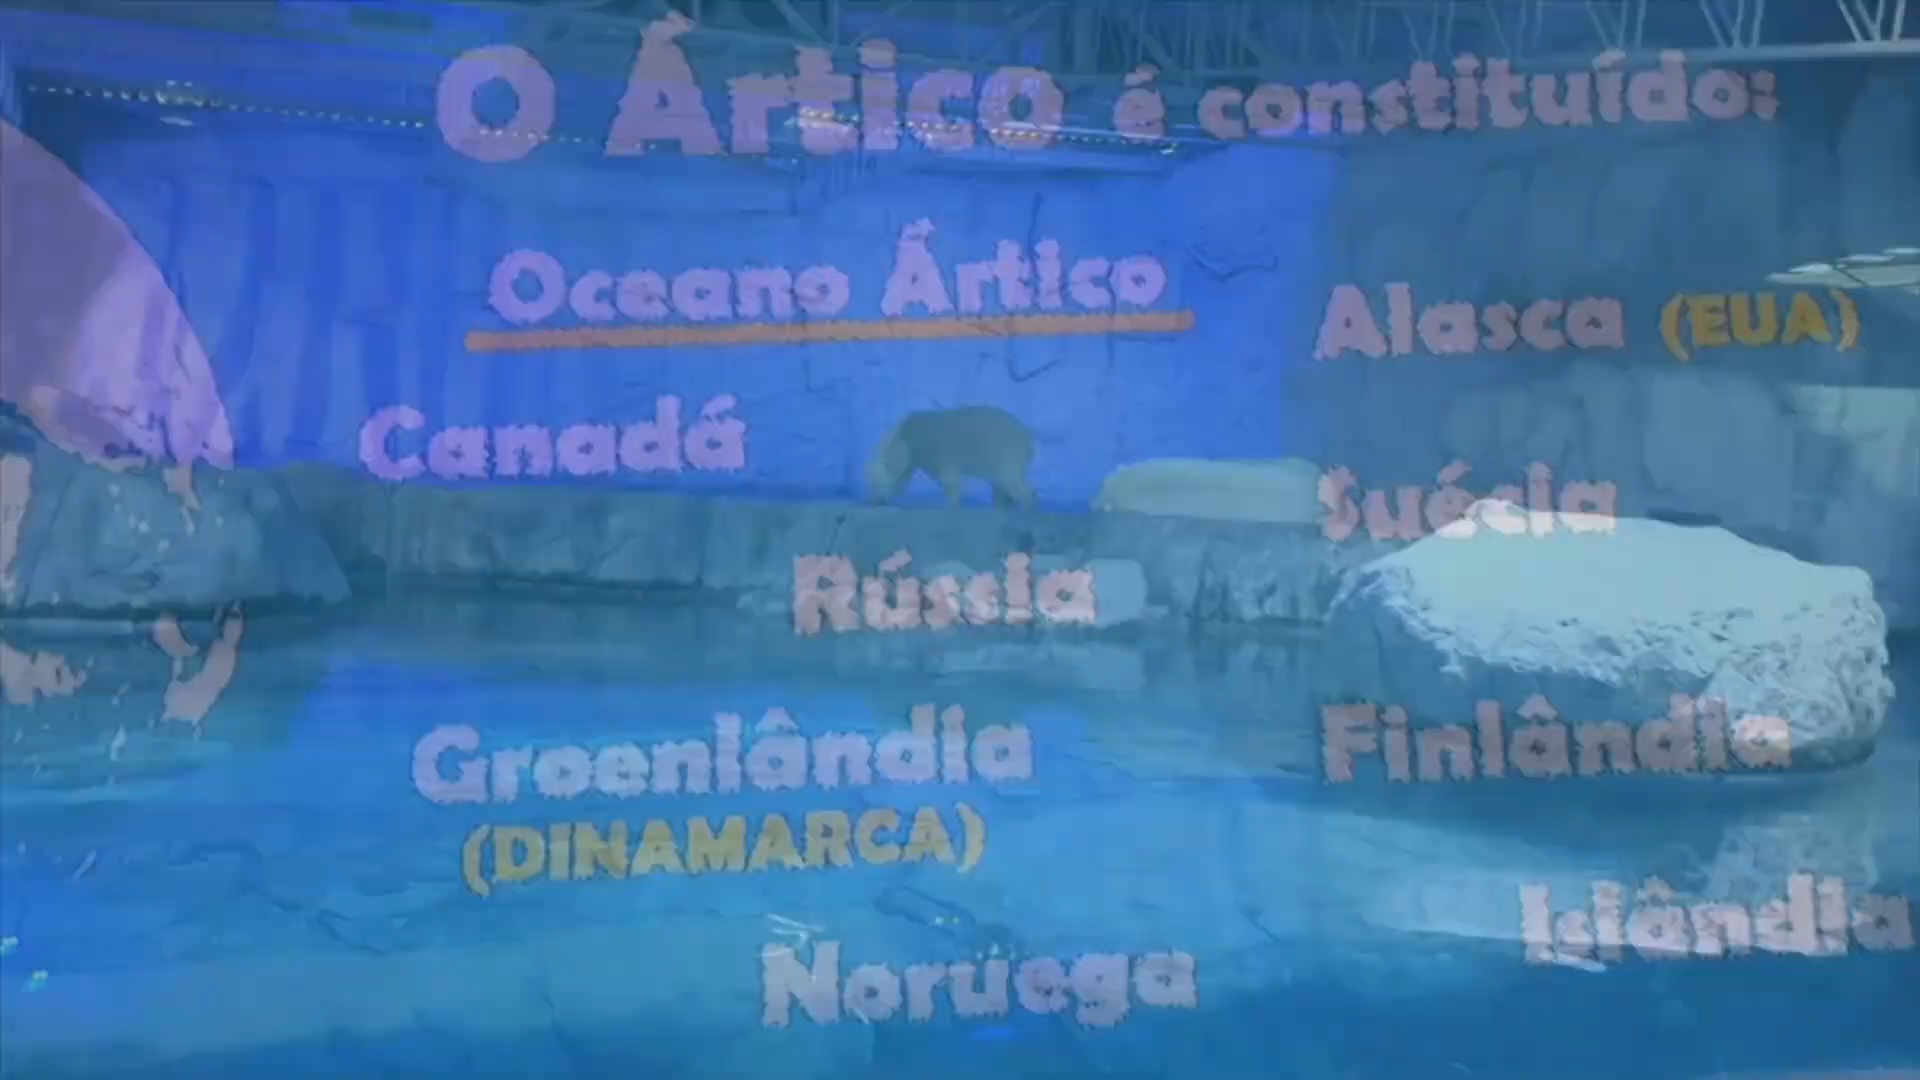 O Ártico é constituído:
Oceano Ártico
Alasca (EUA)
Canadá
Suécia
Rússia
Groenlândia
(DINAMARCA)
Finlândia
Islândia
Noruega